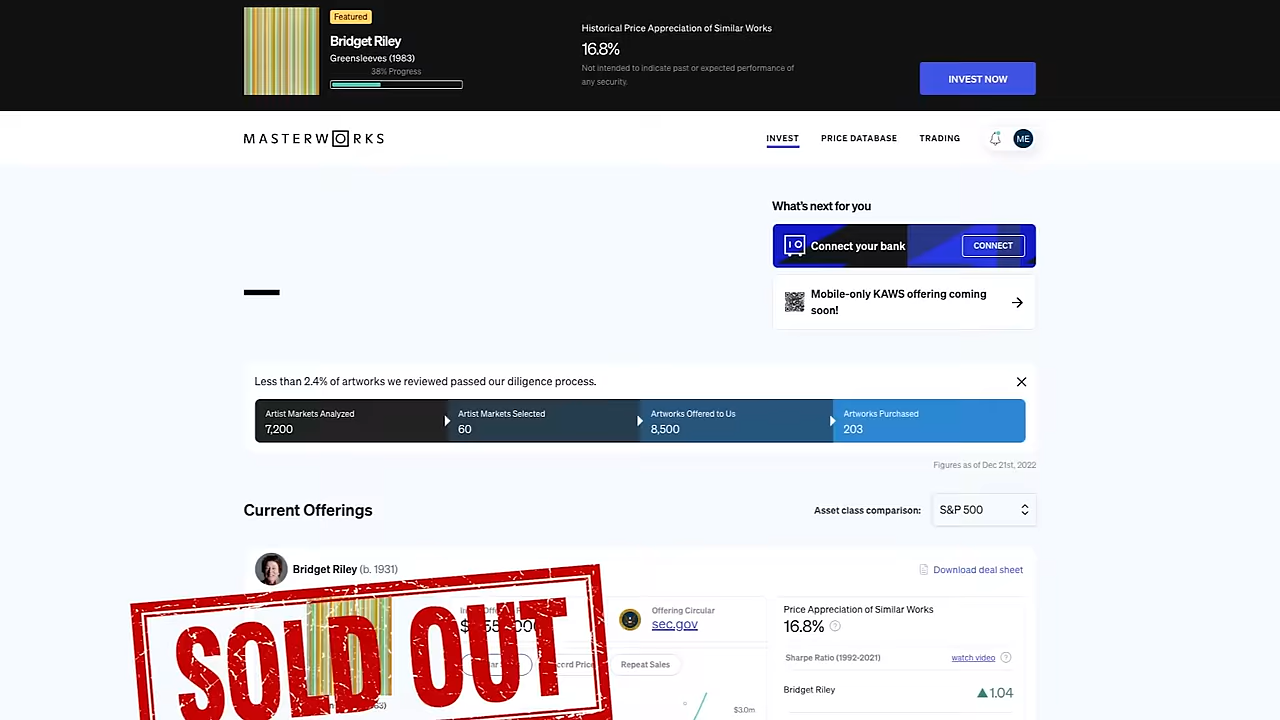 Featured
Bridget Riley
Greensleeves (1983)
38% Progress
Historical Price Appreciation of Similar Works
16.8%
Not intended to indicate past or expected performance of
any security.
INVEST NOW
MASTERWORKS
INVEST
PRICE DATABASE
TRADING
ME
What's next for you
Connect your bank
CONNECT
Mobile-only KAWS offering coming
soon!
Less than 2.4% of artworks we reviewed passed our diligence process.
Artist Markets Analyzed
7,200
Artist Markets Selected
60
Artworks Offered to Us
8,500
Artworks Purchased
203
Figures as of Dec 21st, 2022
Current Offerings
Asset class comparison:
S&P 500
Bridget Riley (b. 1931)
Download deal sheet
SOLD OUT
Offering Circular
sec.gov
Repeat Sales
$3.0m
Price Appreciation of Similar Works
16.8%
Sharpe Ratio (1992-2021)
watch video
Bridget Riley
1.04